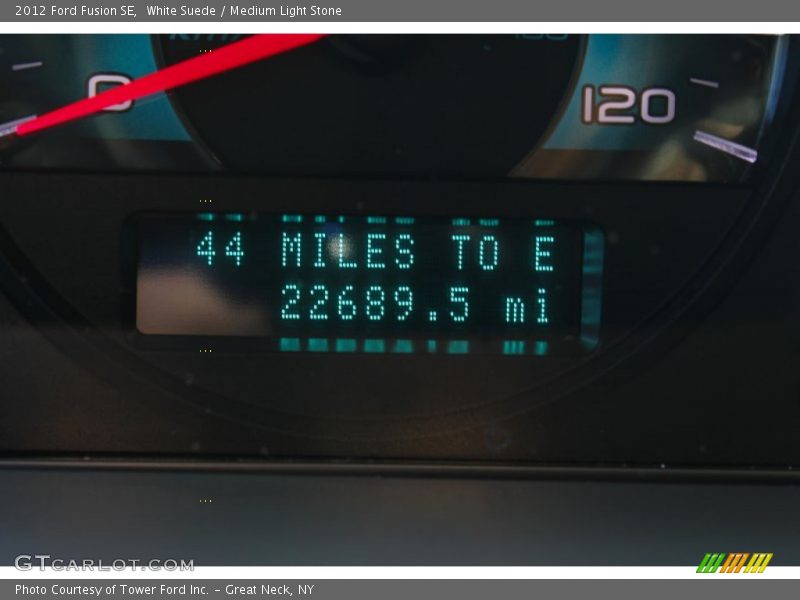 2012 Ford Fusion SE,  White Suede / Medium Light Stone
0
120
44 MILES TO E
22689.5 mi
GTCARLOT.COM
Photo Courtesy of Tower Ford Inc. - Great Neck, NY